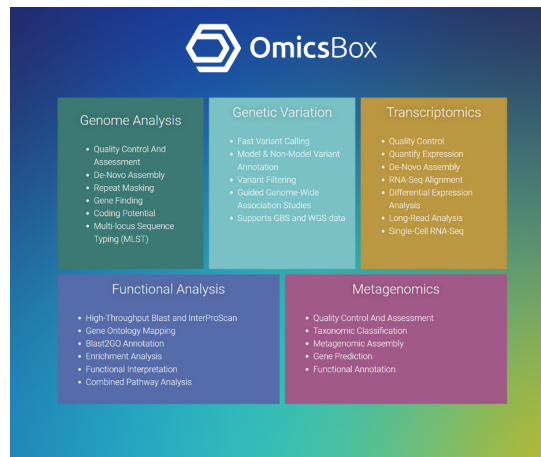 OmicsBox
Genome Analysis
• Quality Control And
Assessment
• De-Novo Assembly
• Repeat Masking
• Gene Finding
• Coding Potential
• Multi-locus Sequence
Typing (MLST)
Genetic Variation
• Fast Variant Calling
• Model & Non-Model Variant
Annotation
• Variant Filtering
• Guided Genome-Wide
Association Studies
• Supports GBS and WGS data
Transcriptomics
• Quality Control
• Quantify Expression
• De-Novo Assembly
• RNA-Seq Alignment
• Differential Expression
Analysis
• Long-Read Analysis
• Single-Cell RNA-Seq
Functional Analysis
• High-Throughput Blast and InterProScan
• Gene Ontology Mapping
• Blast2GO Annotation
• Enrichment Analysis
• Functional Interpretation
• Combined Pathway Analysis
Metagenomics
• Quality Control And Assessment
• Taxonomic Classification
• Metagenomic Assembly
• Gene Prediction
• Functional Annotation